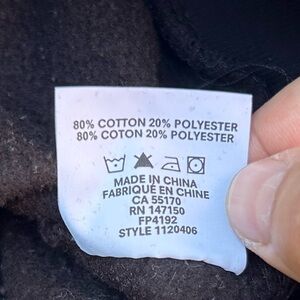 80% COTTON 20% POLYESTER
80% COTON 20% POLYESTER
MADE IN CHINA
FABRIQUÉ EN CHINE
CA 55170
RN 147150
FP4192
STYLE 1120406